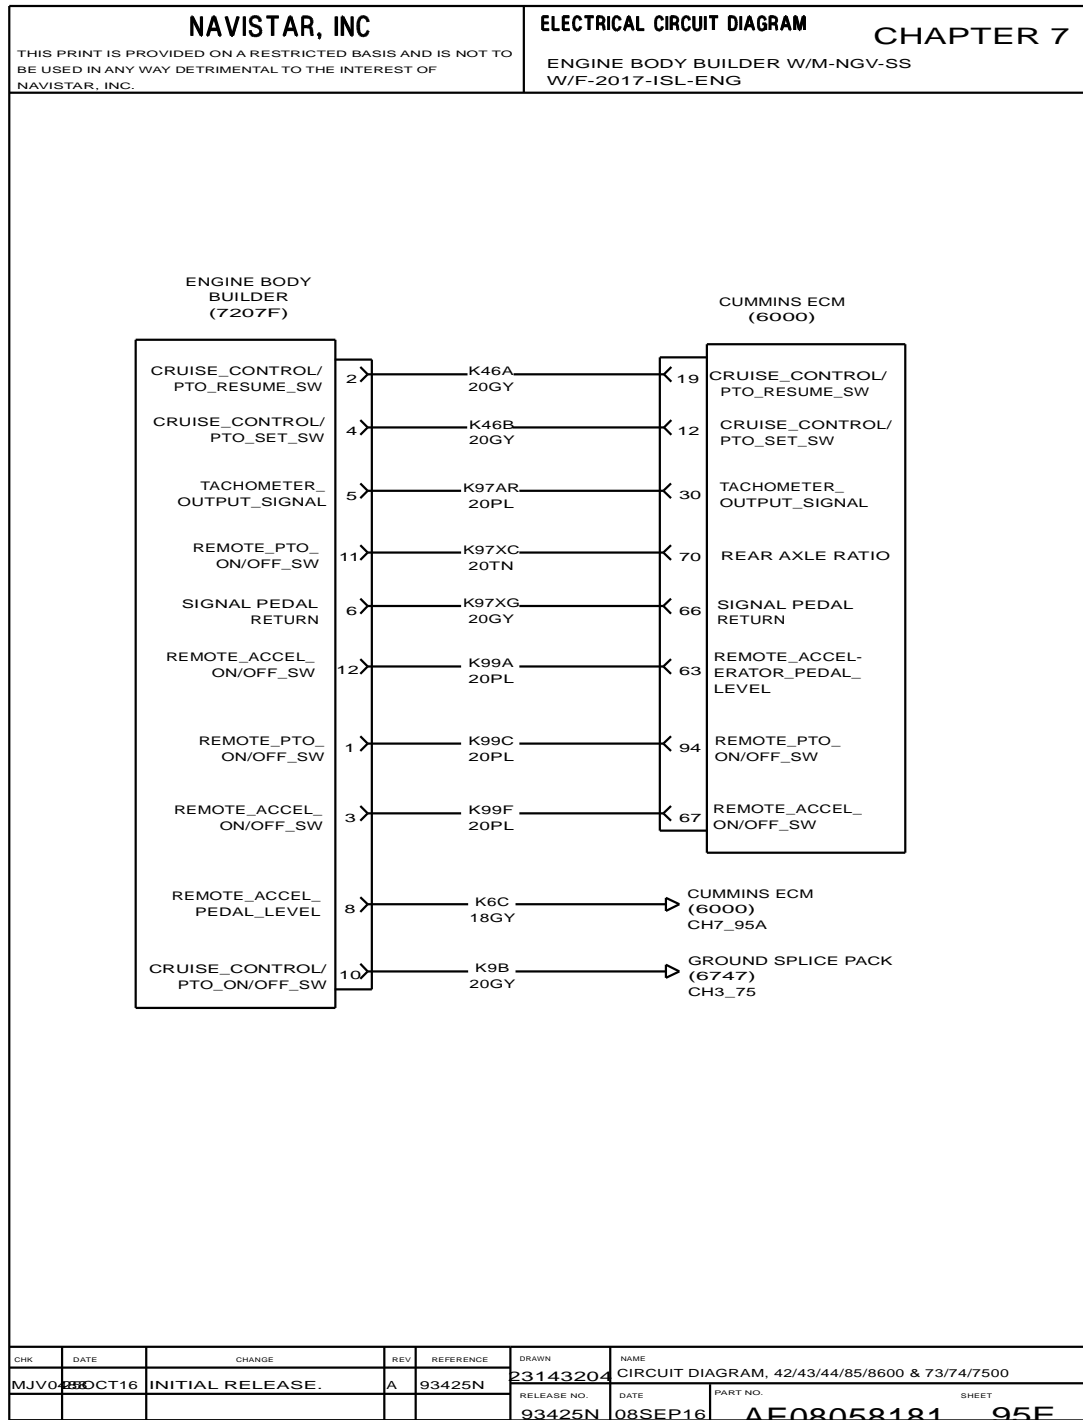 NAVISTAR, INC
THIS PRINT IS PROVIDED ON A RESTRICTED BASIS AND IS NOT TO
BE USED IN ANY WAY DETRIMENTAL TO THE INTEREST OF
NAVISTAR, INC.
ELECTRICAL CIRCUIT DIAGRAM
CHAPTER 7
ENGINE BODY BUILDER W/M-NGV-SS
W/F-2017-ISL-ENG
ENGINE BODY
BUILDER
(7207F)
CUMMINS ECM
(6000)
CRUISE_CONTROL/
PTO_RESUME_SW
2
K46A
20GY
19
CRUISE_CONTROL/
PTO_RESUME_SW
CRUISE_CONTROL/
PTO_SET_SW
4
K46B
20GY
12
CRUISE_CONTROL/
PTO_SET_SW
TACHOMETER_
OUTPUT_SIGNAL
5
K97AR
20PL
30
TACHOMETER_
OUTPUT_SIGNAL
REMOTE_PTO_
ON/OFF_SW
11
K97XC
20TN
70
REAR AXLE RATIO
SIGNAL PEDAL
RETURN
6
K97XG
20GY
66
SIGNAL PEDAL
RETURN
REMOTE_ACCEL_
ON/OFF_SW
12
K99A
20PL
63
REMOTE_ACCEL-
ERATOR_PEDAL_
LEVEL
REMOTE_PTO_
ON/OFF_SW
1
K99C
20PL
94
REMOTE_PTO_
ON/OFF_SW
REMOTE_ACCEL_
ON/OFF_SW
3
K99F
20PL
67
REMOTE_ACCEL_
ON/OFF_SW
REMOTE_ACCEL_
PEDAL_LEVEL
8
K6C
18GY
CUMMINS ECM
(6000)
CH7_95A
CRUISE_CONTROL/
PTO_ON/OFF_SW
10
K9B
20GY
GROUND SPLICE PACK
(6747)
CH3_75
CHK DATE CHANGE REV REFERENCE
OCT16 INITIAL RELEASE. A 93425N
DRAWN
23143204
NAME
CIRCUIT DIAGRAM, 42/43/44/85/8600 & 73/74/7500
RELEASE NO.
93425N
DATE
08SEP16
PART NO.
AE08058181
SHEET
95E